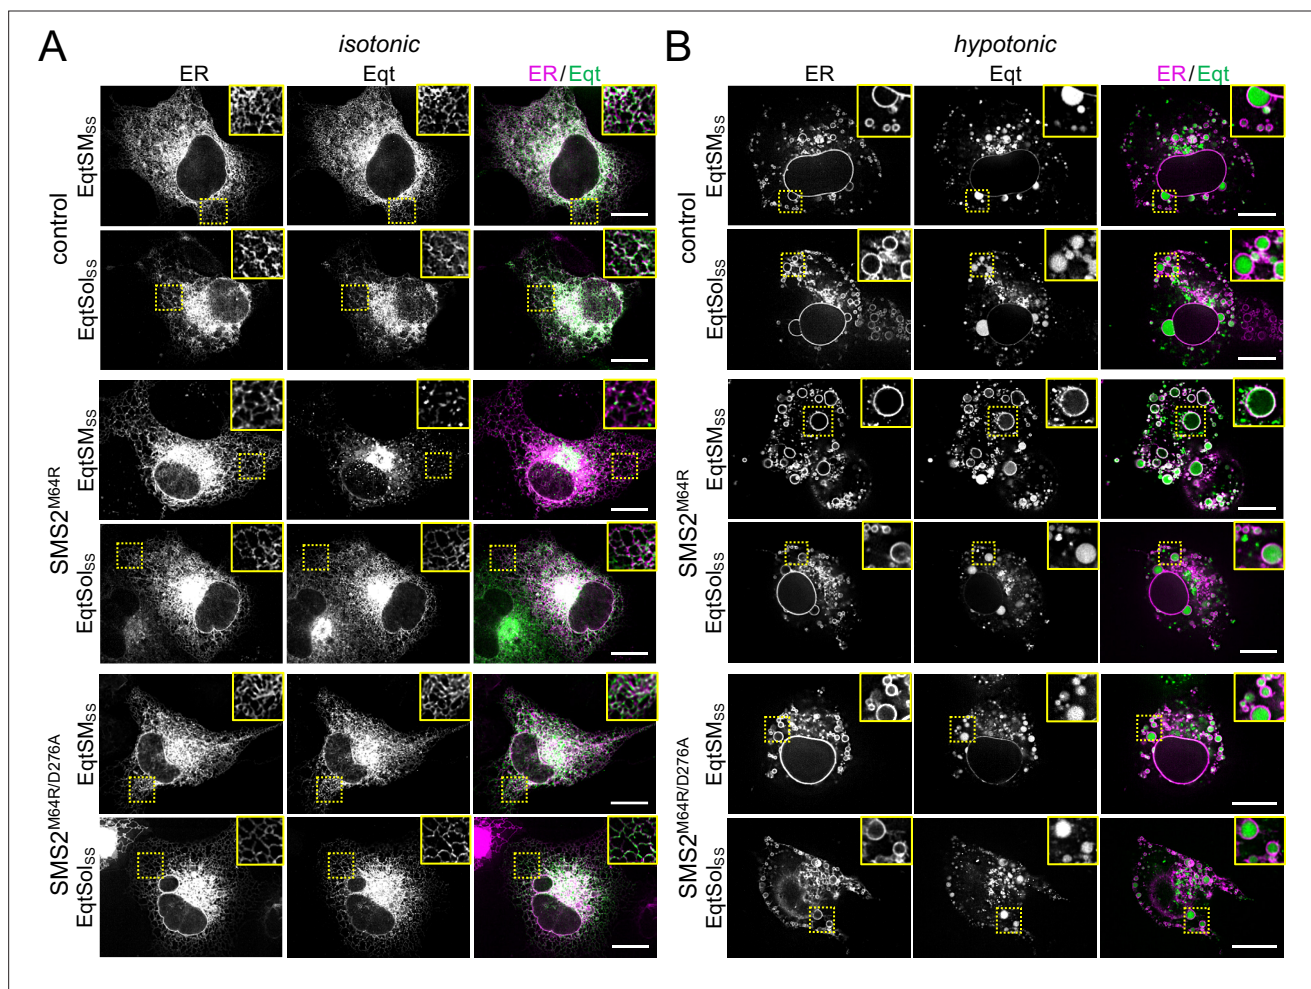 A
isotonic
ER
Eqt
ER/Eqt
control
EqtSMSS
EqtSolSS
SMS2M64R
EqtSMSS
EqtSolSS
SMS2M64R/D276A
EqtSMSS
EqtSolSS
B
hypotonic
ER
Eqt
ER/Eqt
control
EqtSMSS
EqtSolSS
SMS2M64R
EqtSMSS
EqtSolSS
SMS2M64R/D276A
EqtSMSS
EqtSolSS